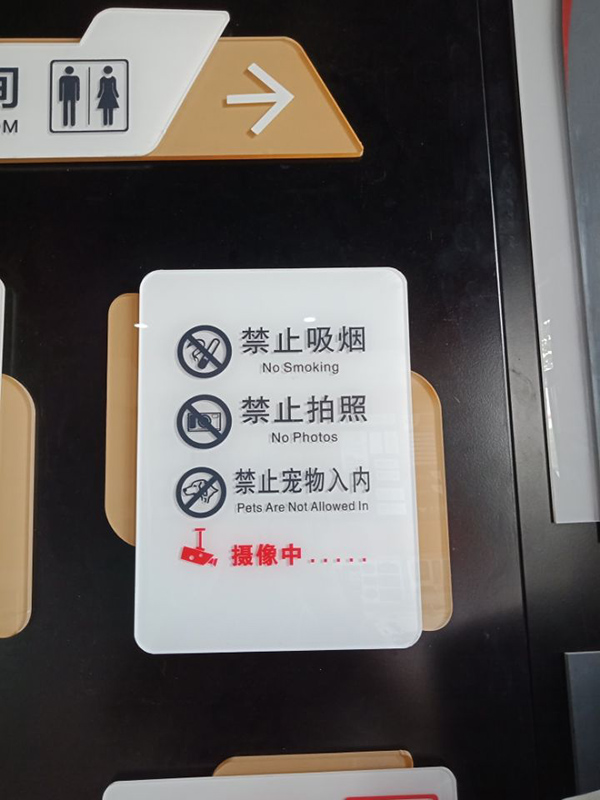 间
OM
禁止吸烟
No Smoking
禁止拍照
No Photos
禁止宠物入内
Pets Are Not Allowed In
摄像中.....